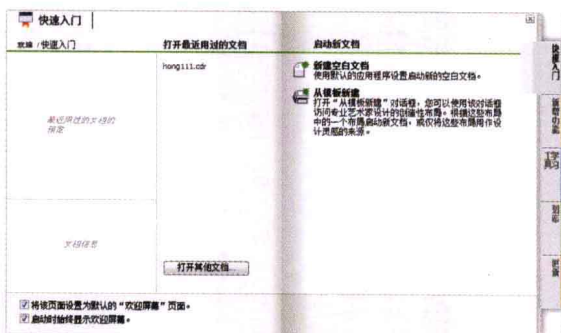 快速入门
欢迎/快速入门
打开最近用过的文档
启动新文档
hong111.cdr
新建空白文档
使用默认的应用程序设置启动新的空白文档。
从模板新建
打开“从模板新建”对话框，您可以使用该对话框
访问专业艺术家设计的创造性布局。根据这些布局
中的一个布局启动新文档，或仅将这些布局用作设
计灵感的来源。
最近用过的文档的
预览
文档信息
打开其他文档...
将该页面设置为默认的“欢迎屏幕”页面。
启动时始终显示欢迎屏幕。
快速入门
新增功能
学习工具